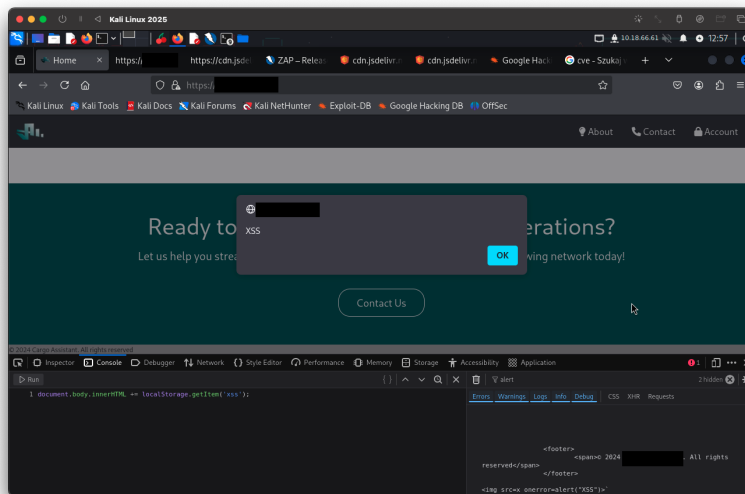 Kali Linux 2025
10.18.66.61 12:57
Home https:// https://cdn.jsdel ZAP – Releas cdn.jsdelivr.n cdn.jsdelivr.n Google Hack cve - Szukaj
https://
Kali Linux Kali Tools Kali Docs Kali Forums Kali NetHunter Exploit-DB Google Hacking DB OffSec
About Contact Account
XSS
OK
Ready to erations?
Let us help you strea wing network today!
Contact Us
© 2024 Cargo Assistant. All rights reserved
Inspector Console Debugger Network Style Editor Performance Memory Storage Accessibility Application 1
Run alert 2 hidden
Errors Warnings Logs Info Debug CSS XHR Requests
1 document.body.innerHTML += localStorage.getItem('xss');
<footer>
<span>© 2024 . All rights
reserved</span>
</footer>
<img src=x onerror=alert("XSS")>`